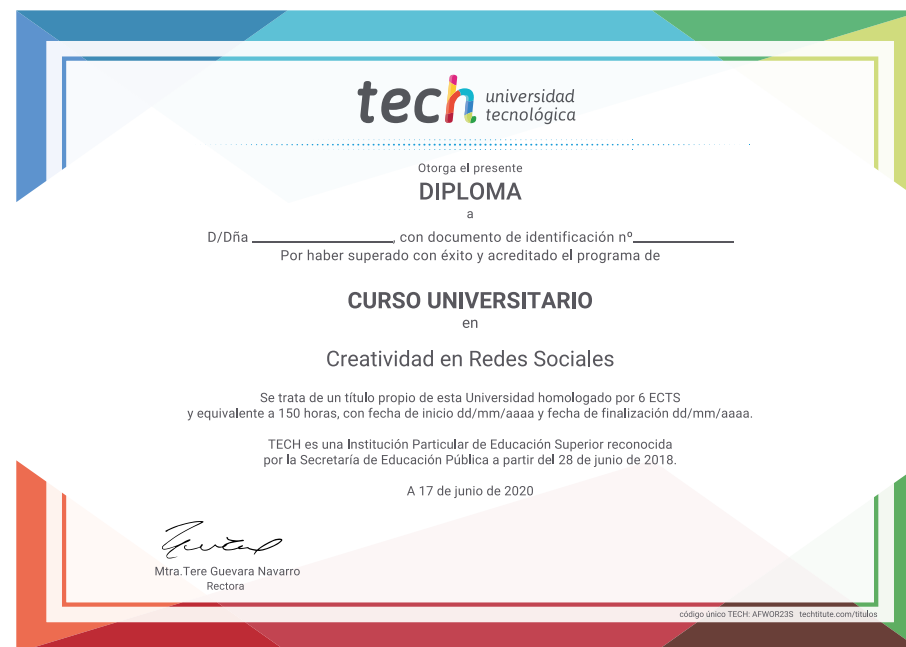 tech universidad
tecnológica
Otorga el presente
DIPLOMA
a
D/Dña ____________________, con documento de identificación nº______________
Por haber superado con éxito y acreditado el programa de
CURSO UNIVERSITARIO
en
Creatividad en Redes Sociales
Se trata de un título propio de esta Universidad homologado por 6 ECTS
y equivalente a 150 horas, con fecha de inicio dd/mm/aaaa y fecha de finalización dd/mm/aaaa.
TECH es una Institución Particular de Educación Superior reconocida
por la Secretaría de Educación Pública a partir del 28 de junio de 2018.
A 17 de junio de 2020
Mtra.Tere Guevara Navarro
Rectora
código único TECH: AFWOR23S techtitute.com/titulos